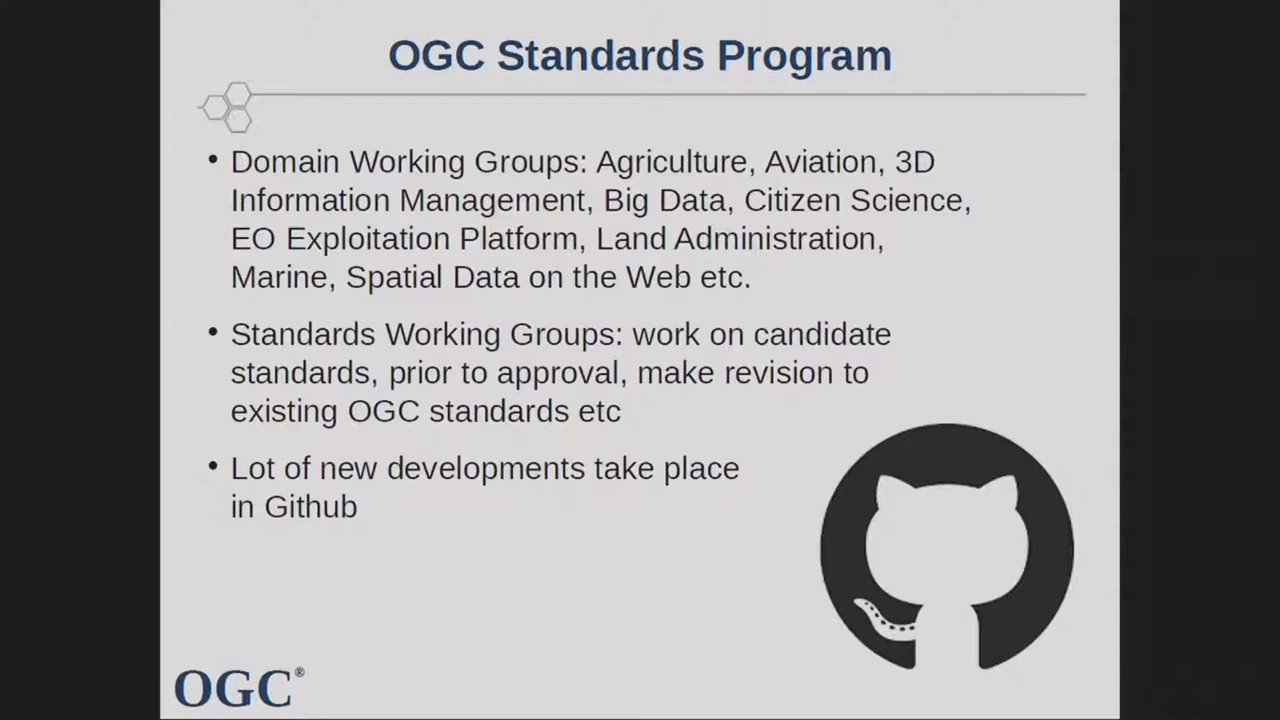 OGC Standards Program
• Domain Working Groups: Agriculture, Aviation, 3D
Information Management, Big Data, Citizen Science,
EO Exploitation Platform, Land Administration,
Marine, Spatial Data on the Web etc.
• Standards Working Groups: work on candidate
standards, prior to approval, make revision to
existing OGC standards etc
• Lot of new developments take place
in Github
OGC®